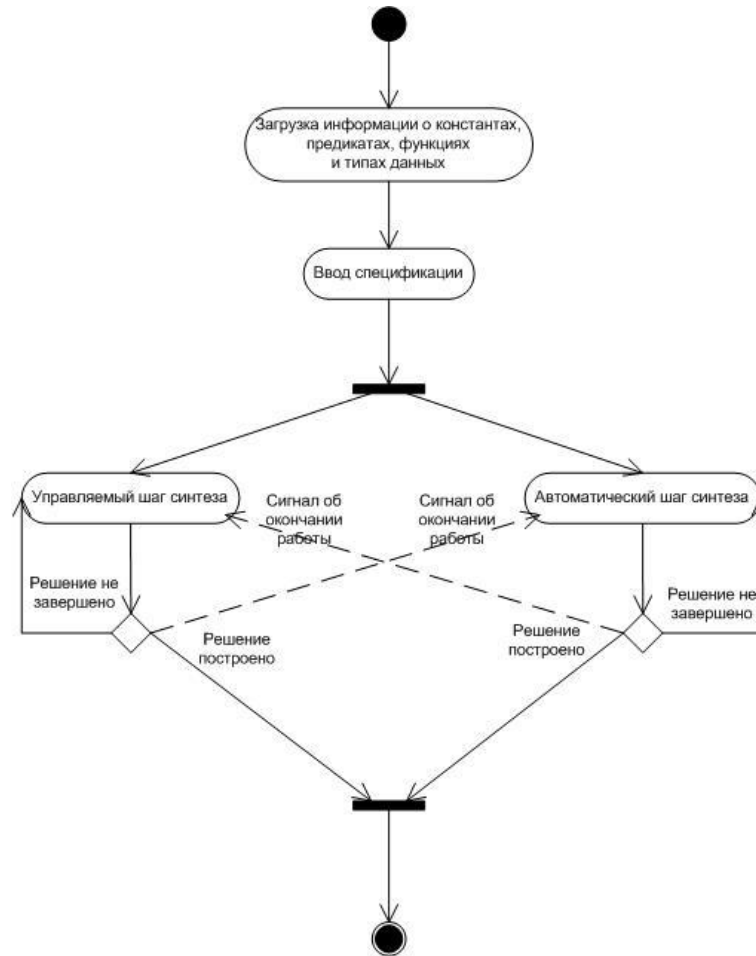 Загрузка информации о константах,
предикатах, функциях
и типах данных
Ввод спецификации
Управляемый шаг синтеза
Сигнал об
окончании
работы
Сигнал об
окончании
работы
Автоматический шаг синтеза
Решение не
завершено
Решение
построено
Решение
построено
Решение не
завершено